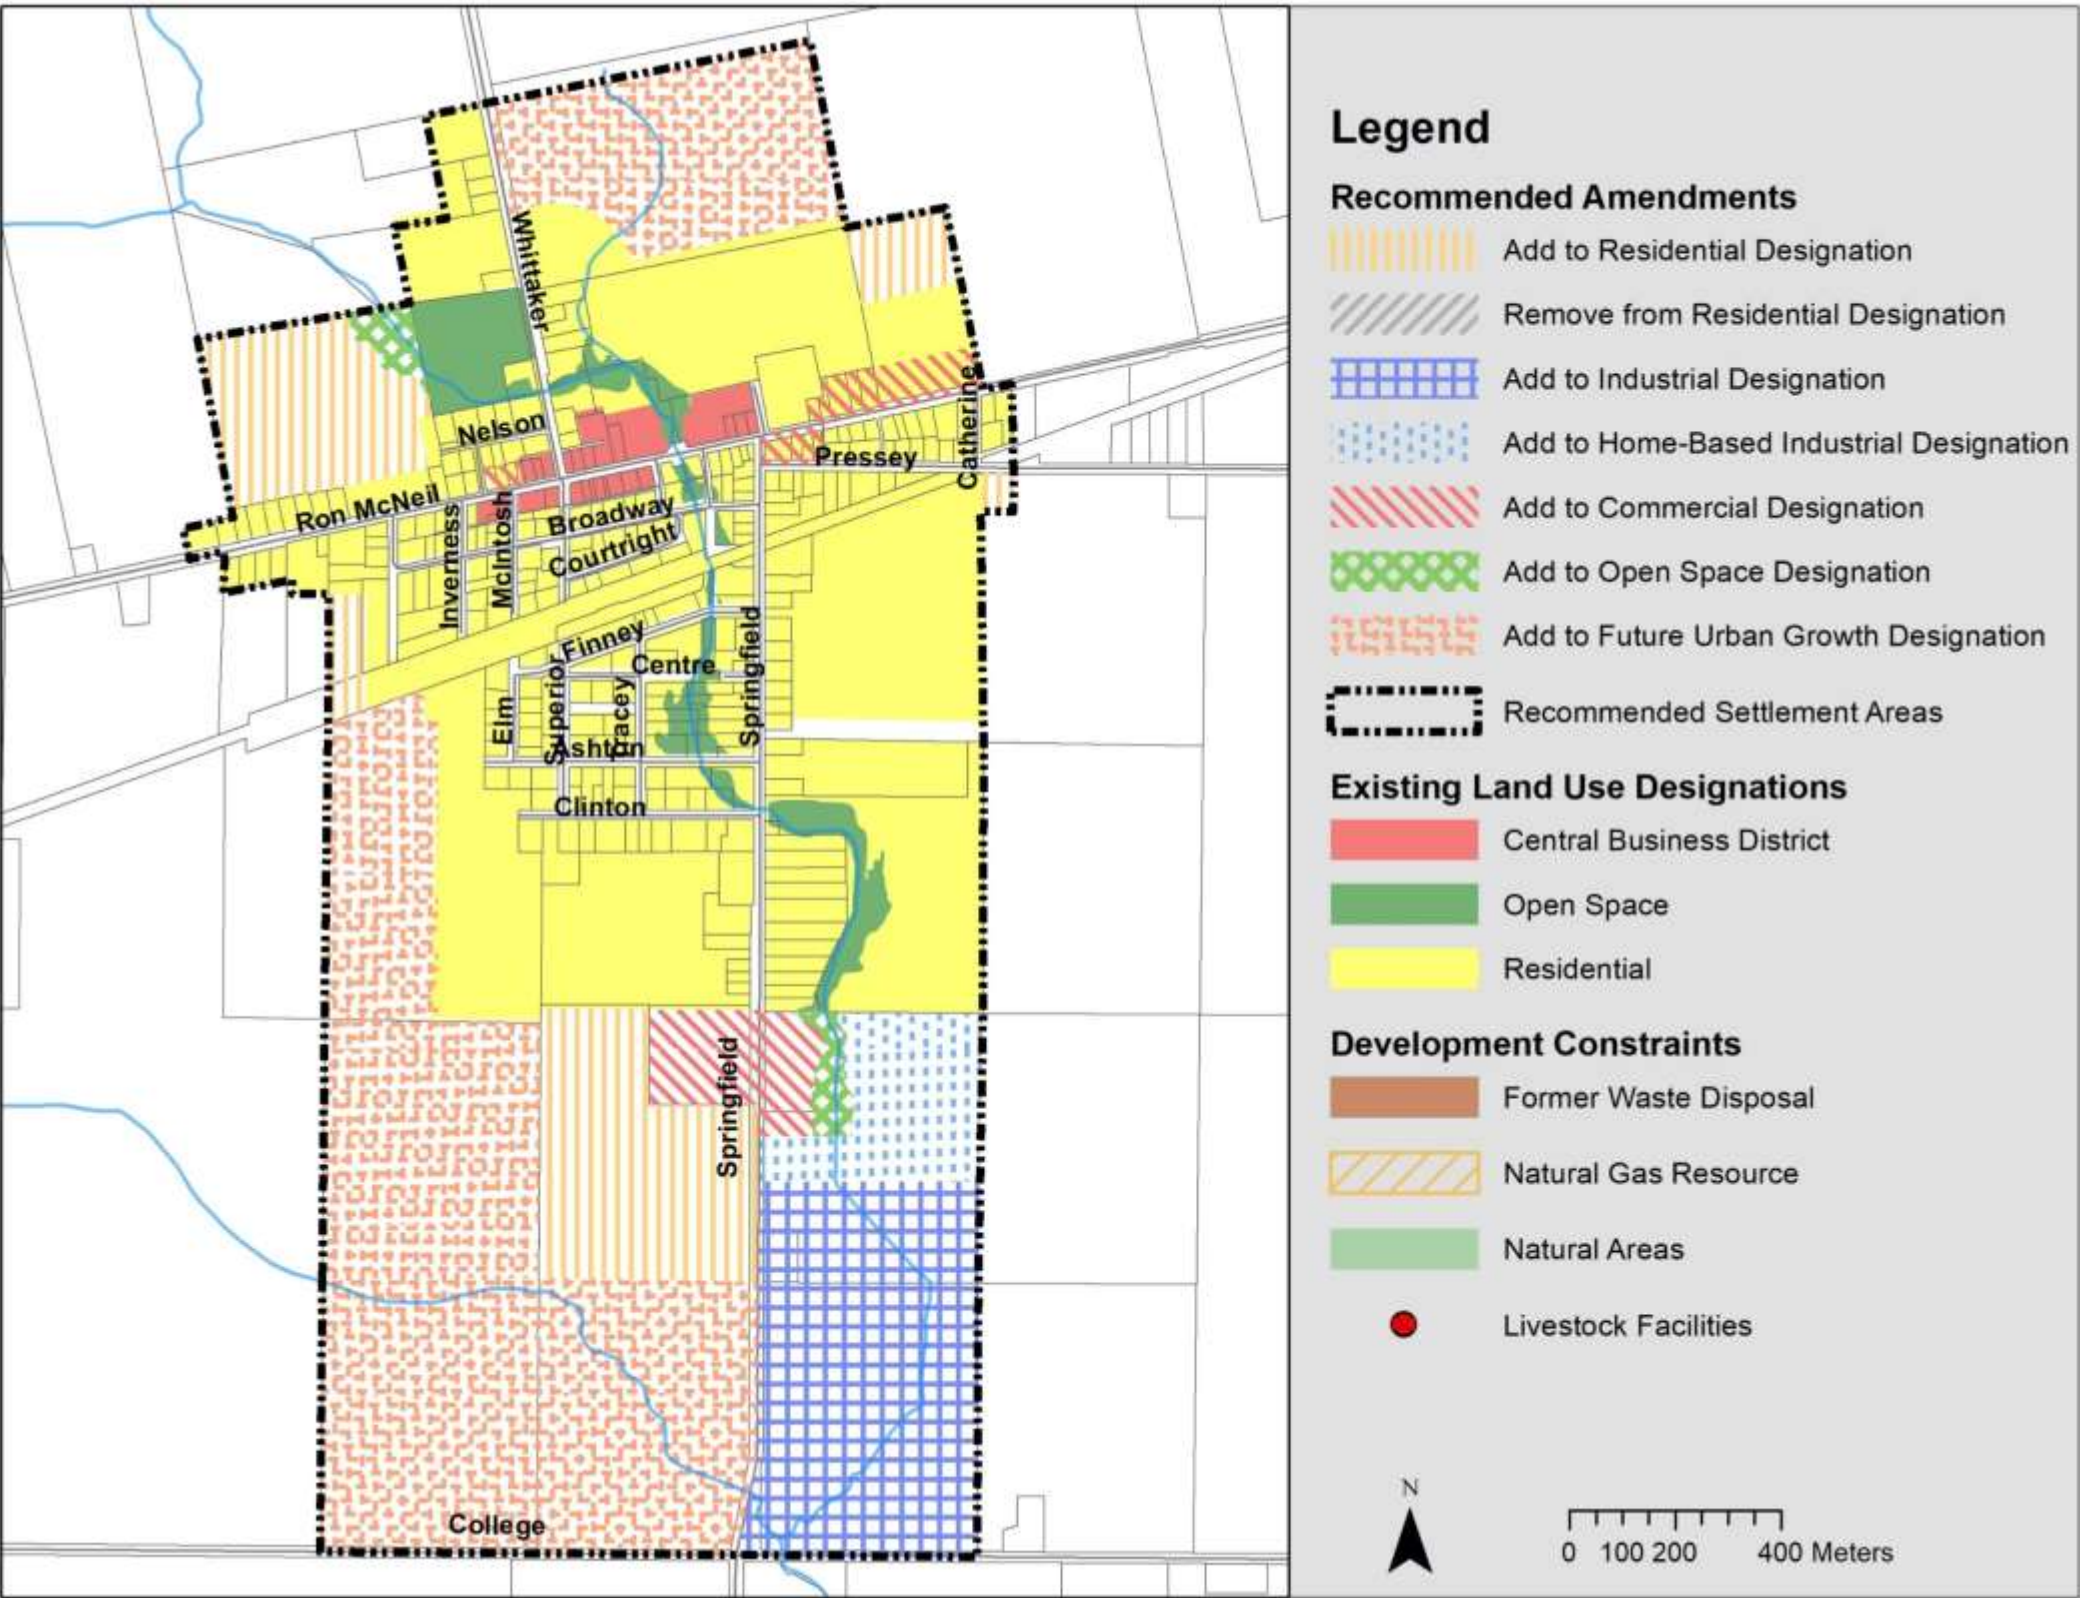 Whittaker
Nelson
Catherine
Pressey
Ron McNeil
Broadway
Courtright
Inverness
McIntosh
Finney
Centre
Springfield
Elm
Superior
Tracey
Ashton
Clinton
Springfield
College
Legend
Recommended Amendments
Add to Residential Designation
Remove from Residential Designation
Add to Industrial Designation
Add to Home-Based Industrial Designation
Add to Commercial Designation
Add to Open Space Designation
Add to Future Urban Growth Designation
Recommended Settlement Areas
Existing Land Use Designations
Central Business District
Open Space
Residential
Development Constraints
Former Waste Disposal
Natural Gas Resource
Natural Areas
Livestock Facilities
N
0 100 200 400 Meters